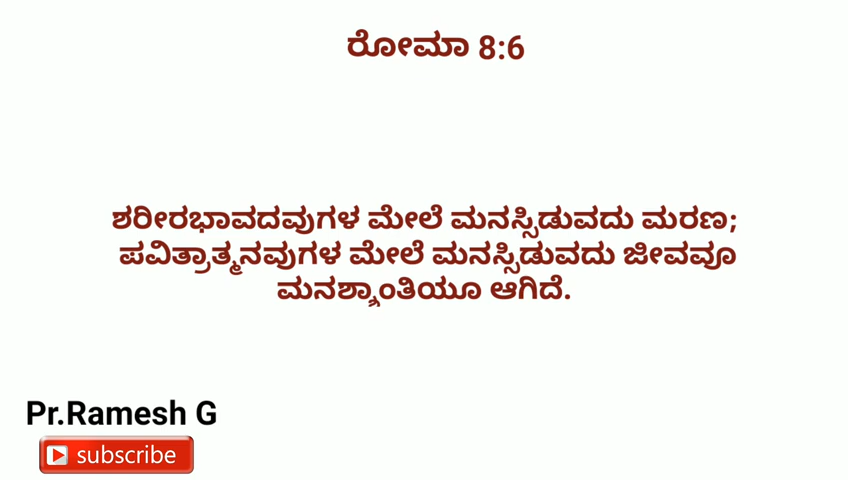 ರೋಮಾ 8:6
ಶರೀರಭಾವದವುಗಳ ಮೇಲೆ ಮನಸ್ಸಿಡುವದು ಮರಣ;
ಪವಿತ್ರಾತ್ಮನವುಗಳ ಮೇಲೆ ಮನಸ್ಸಿಡುವದು ಜೀವವೂ
ಮನಶ್ಶಾಂತಿಯೂ ಆಗಿದೆ.
Pr.Ramesh G
subscribe